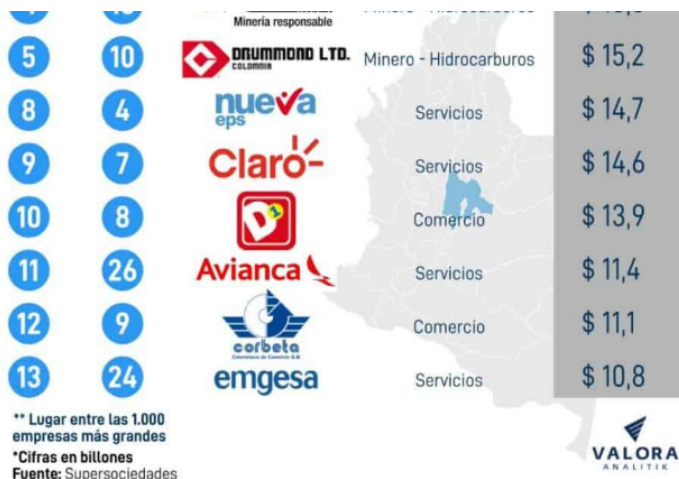 Minería responsable
5 10 DRUMMOND LTD. COLOMBIA Minero - Hidrocarburos $ 15,2
8 4 nueva eps Servicios $ 14,7
9 7 Claro Servicios $ 14,6
10 8 D1 Comercio $ 13,9
11 26 Avianca Servicios $ 11,4
12 9 corbeta Colombiana de Comercio S.A. Comercio $ 11,1
13 24 emgesa Servicios $ 10,8
** Lugar entre las 1.000
empresas más grandes
*Cifras en billones
Fuente: Supersociedades
VALORA
ANALITIK